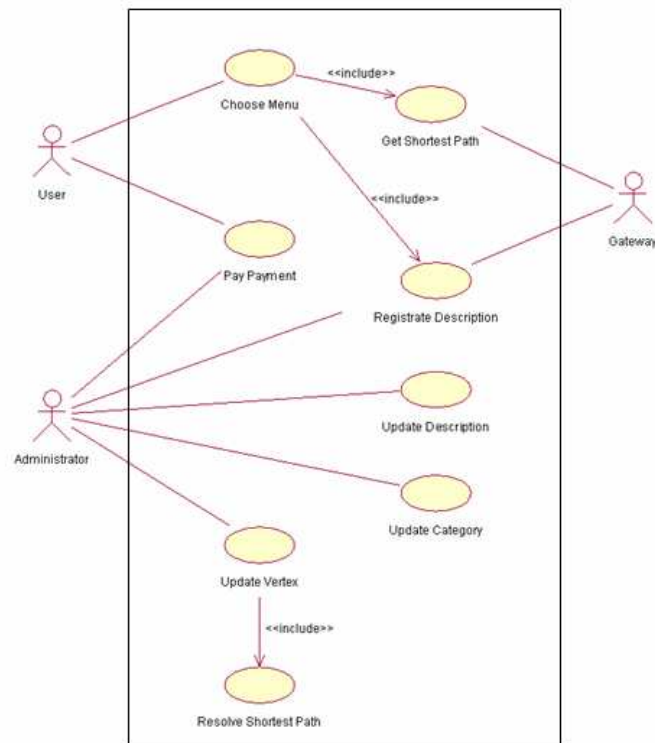 <<include>>
Choose Menu
Get Shortest Path
User
<<include>>
Gateway
Pay Payment
Registrate Description
Update Description
Administrator
Update Category
Update Vertex
<<include>>
Resolve Shortest Path